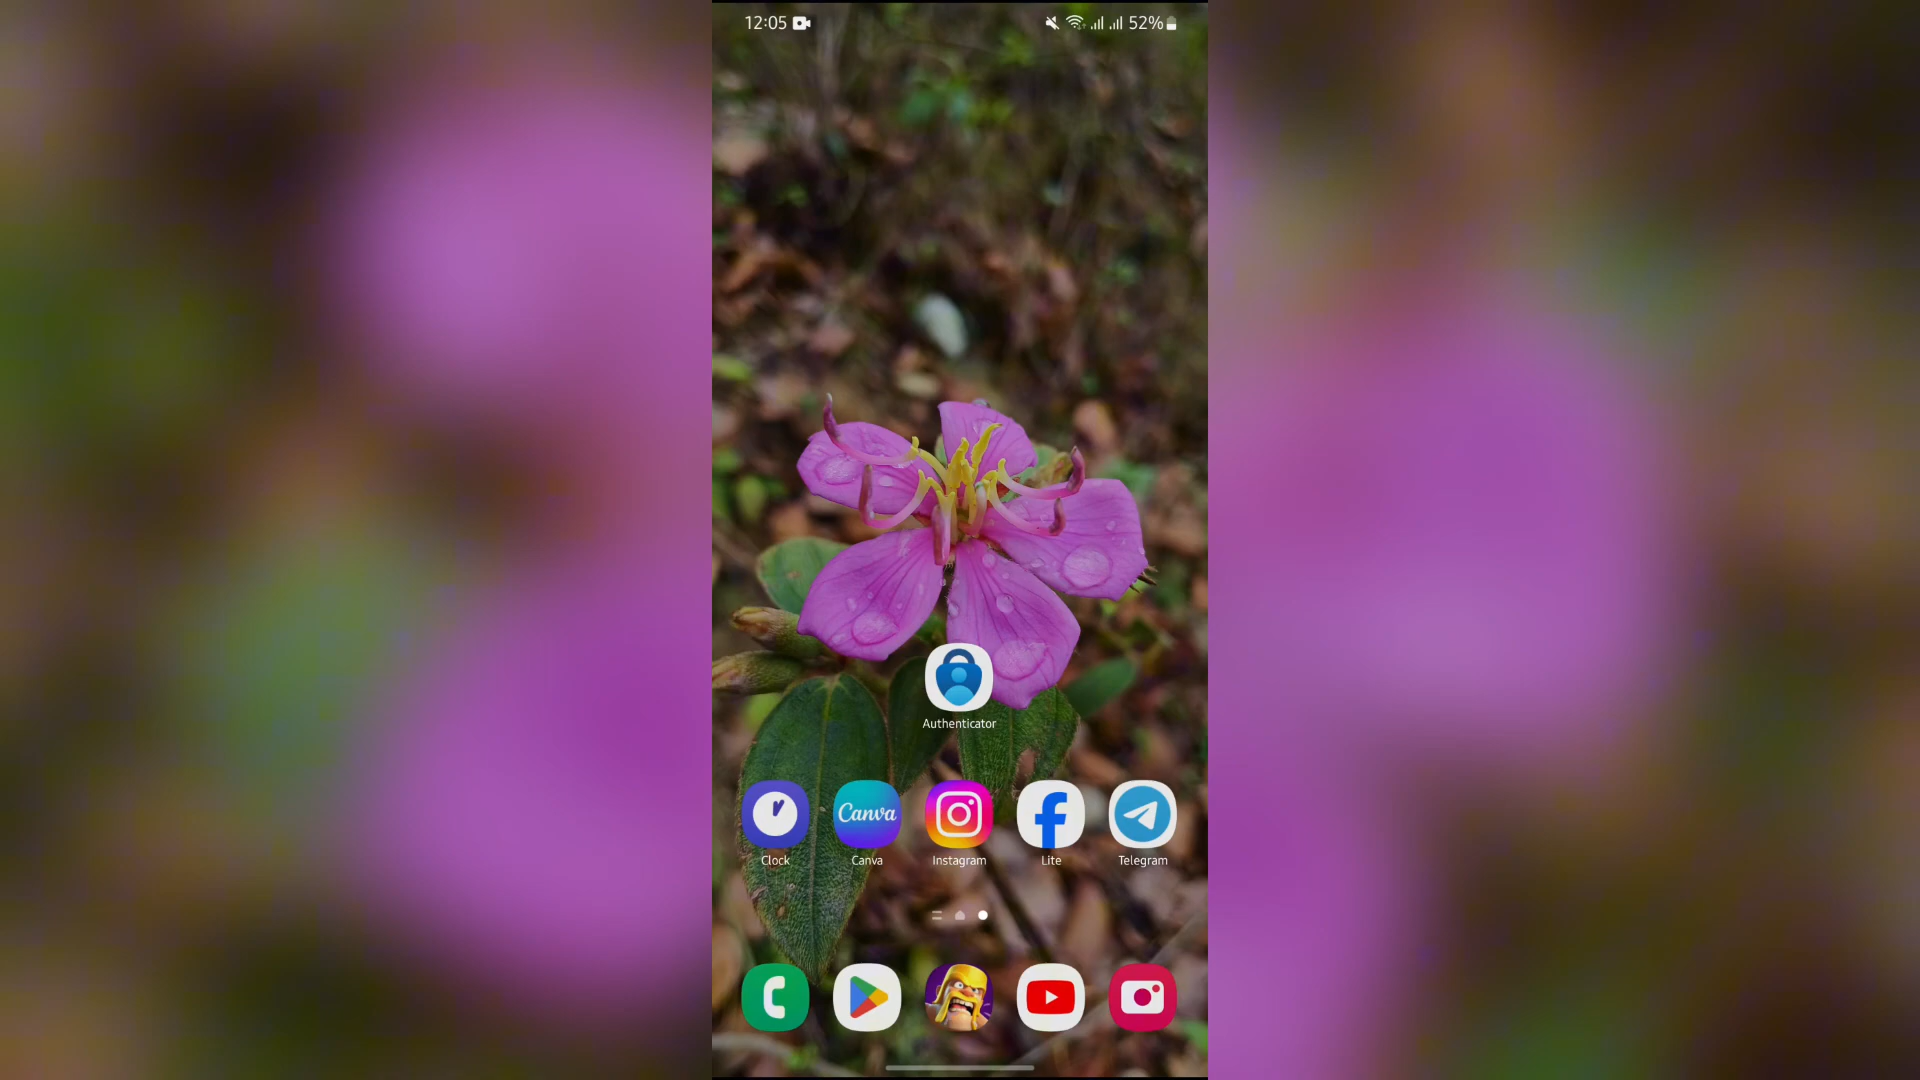 12:05
52%
Authenticator
Canva
Clock
Canva
Instagram
Lite
Telegram